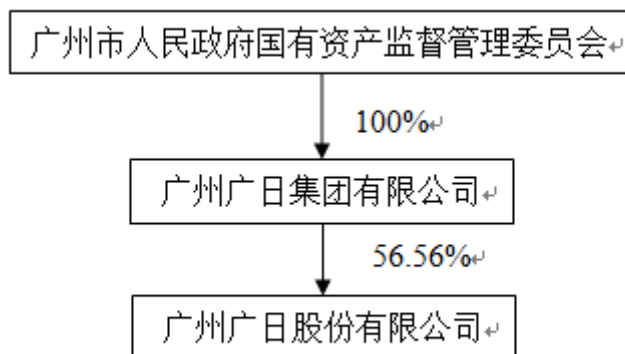 广州市人民政府国有资产监督管理委员会
100%
广州广日集团有限公司
56.56%
广州广日股份有限公司